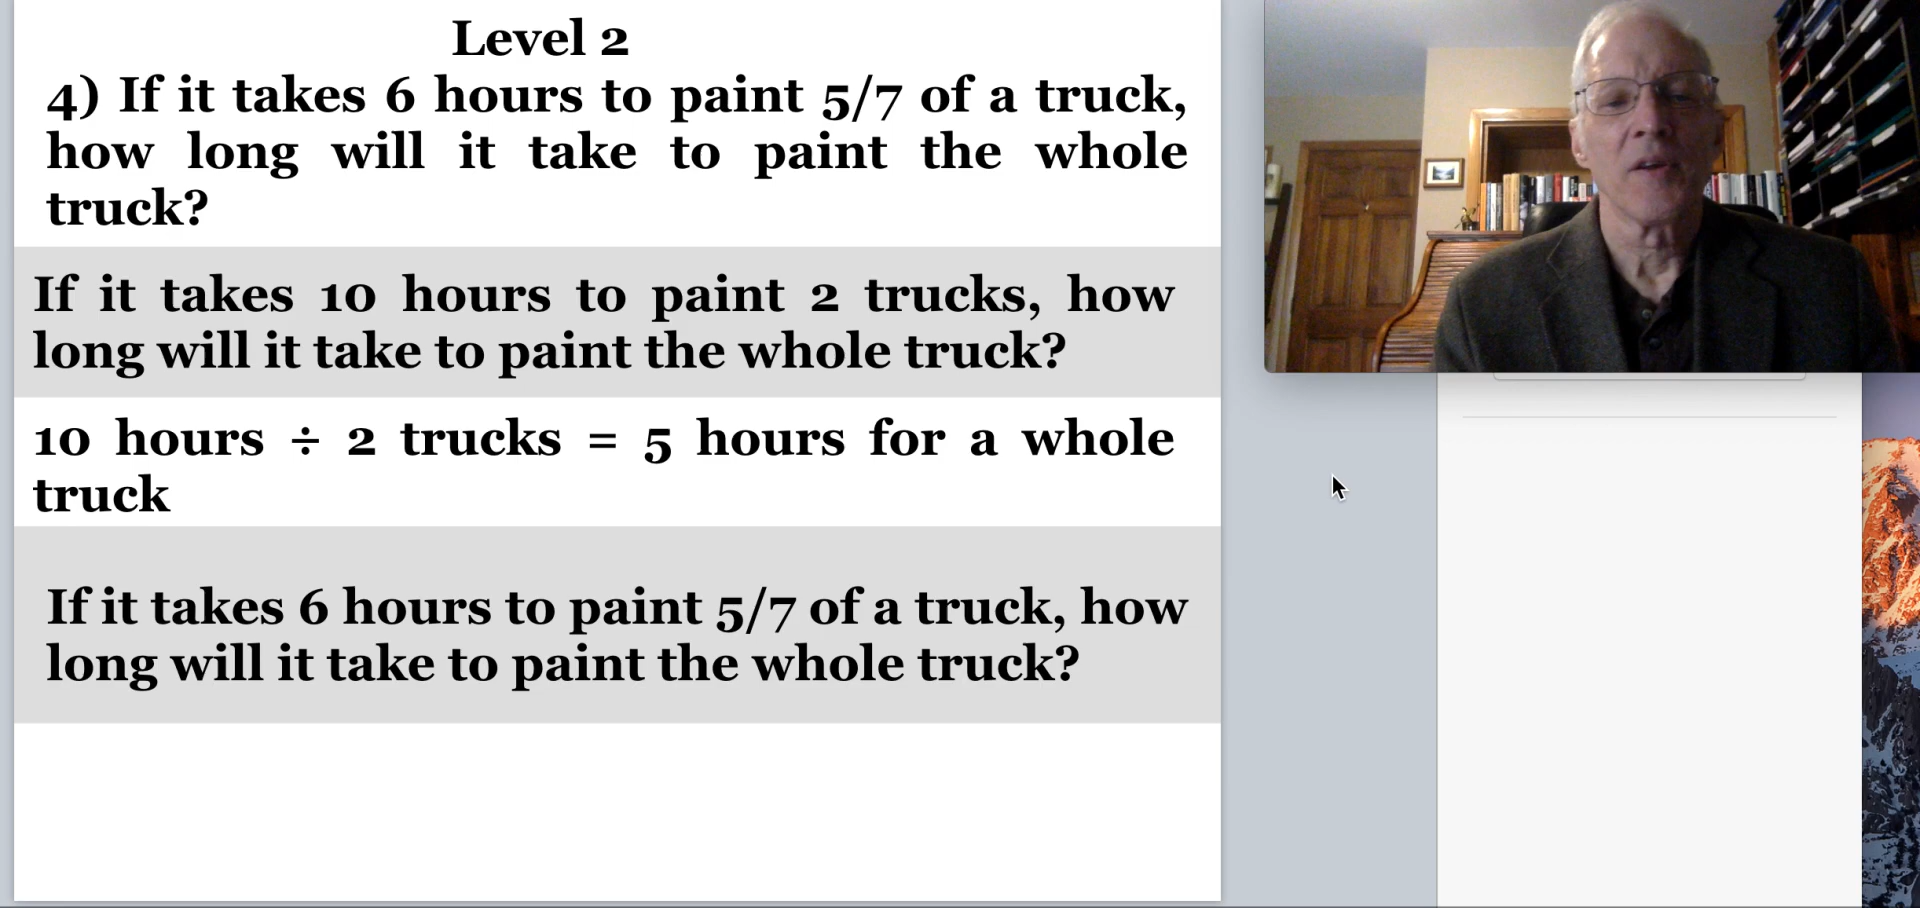 Level 2
4) If it takes 6 hours to paint 5/7 of a truck,
how long will it take to paint the whole
truck?
If it takes 10 hours to paint 2 trucks, how
long will it take to paint the whole truck?
10 hours ÷ 2 trucks = 5 hours for a whole
truck
If it takes 6 hours to paint 5/7 of a truck, how
long will it take to paint the whole truck?